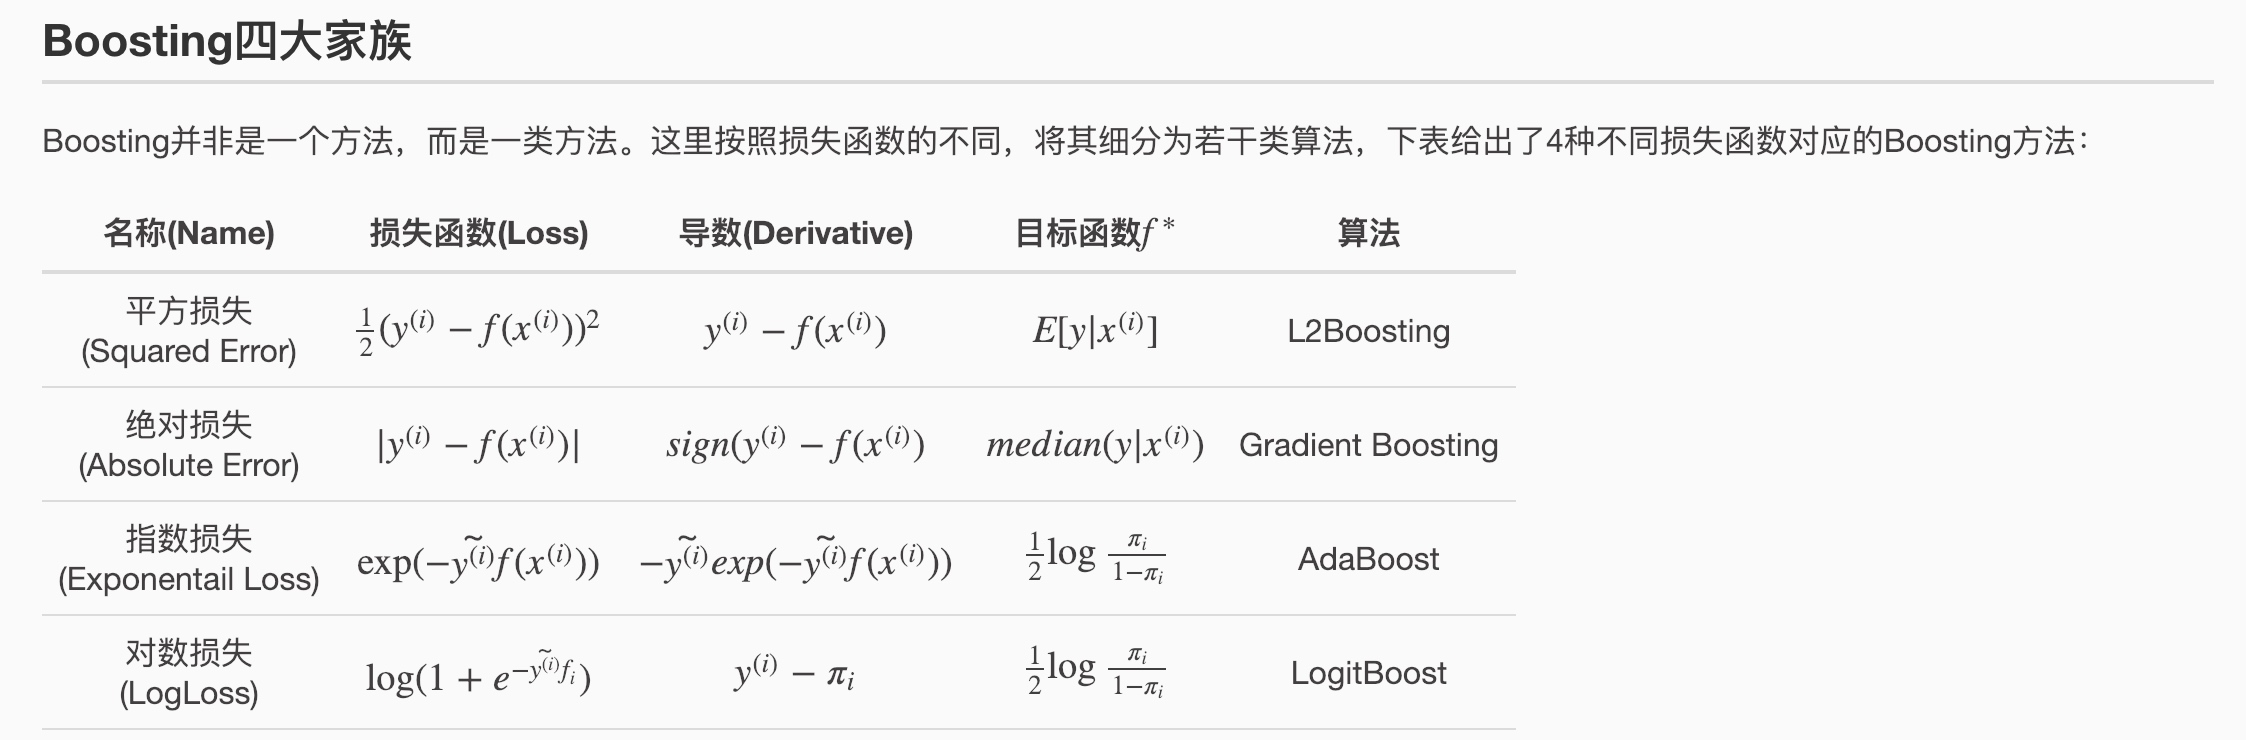 Boosting四大家族
Boosting并非是一个方法，而是一类方法。这里按照损失函数的不同，将其细分为若干类算法，下表给出了4种不同损失函数对应的Boosting方法：
名称(Name) 损失函数(Loss) 导数(Derivative) 目标函数$f^*$ 算法
平方损失
(Squared Error) $\frac{1}{2}(y^{(i)} - f(x^{(i)}))^2$ $y^{(i)} - f(x^{(i)})$ $E[y|x^{(i)}]$ L2Boosting
绝对损失
(Absolute Error) $|y^{(i)} - f(x^{(i)})|$ $sign(y^{(i)} - f(x^{(i)})$ $median(y|x^{(i)})$ Gradient Boosting
指数损失
(Exponentail Loss) $\exp(-\tilde{y^{(i)}}f(x^{(i)}))$ $-\tilde{y^{(i)}}exp(-\tilde{y^{(i)}}f(x^{(i)}))$ $\frac{1}{2}\log\frac{\pi_i}{1-\pi_i}$ AdaBoost
对数损失
(LogLoss) $\log(1 + e^{-\tilde{y^{(i)}}f_i})$ $y^{(i)} - \pi_i$ $\frac{1}{2}\log\frac{\pi_i}{1-\pi_i}$ LogitBoost